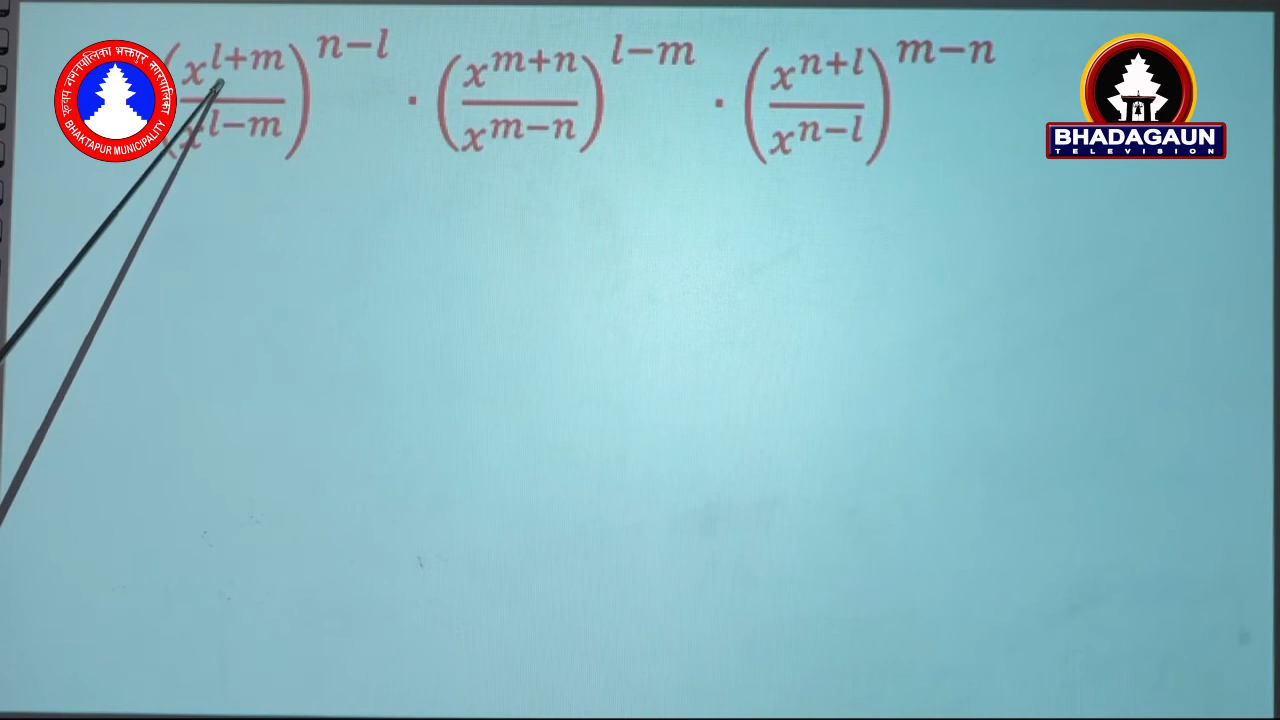 (x^{l+m}/x^{l−m})^{n−l} · (x^{m+n}/x^{m−n})^{l−m} · (x^{n+l}/x^{n−l})^{m−n}
BHAKTAPUR MUNICIPALITY
BHADAGAUN
TELEVISION